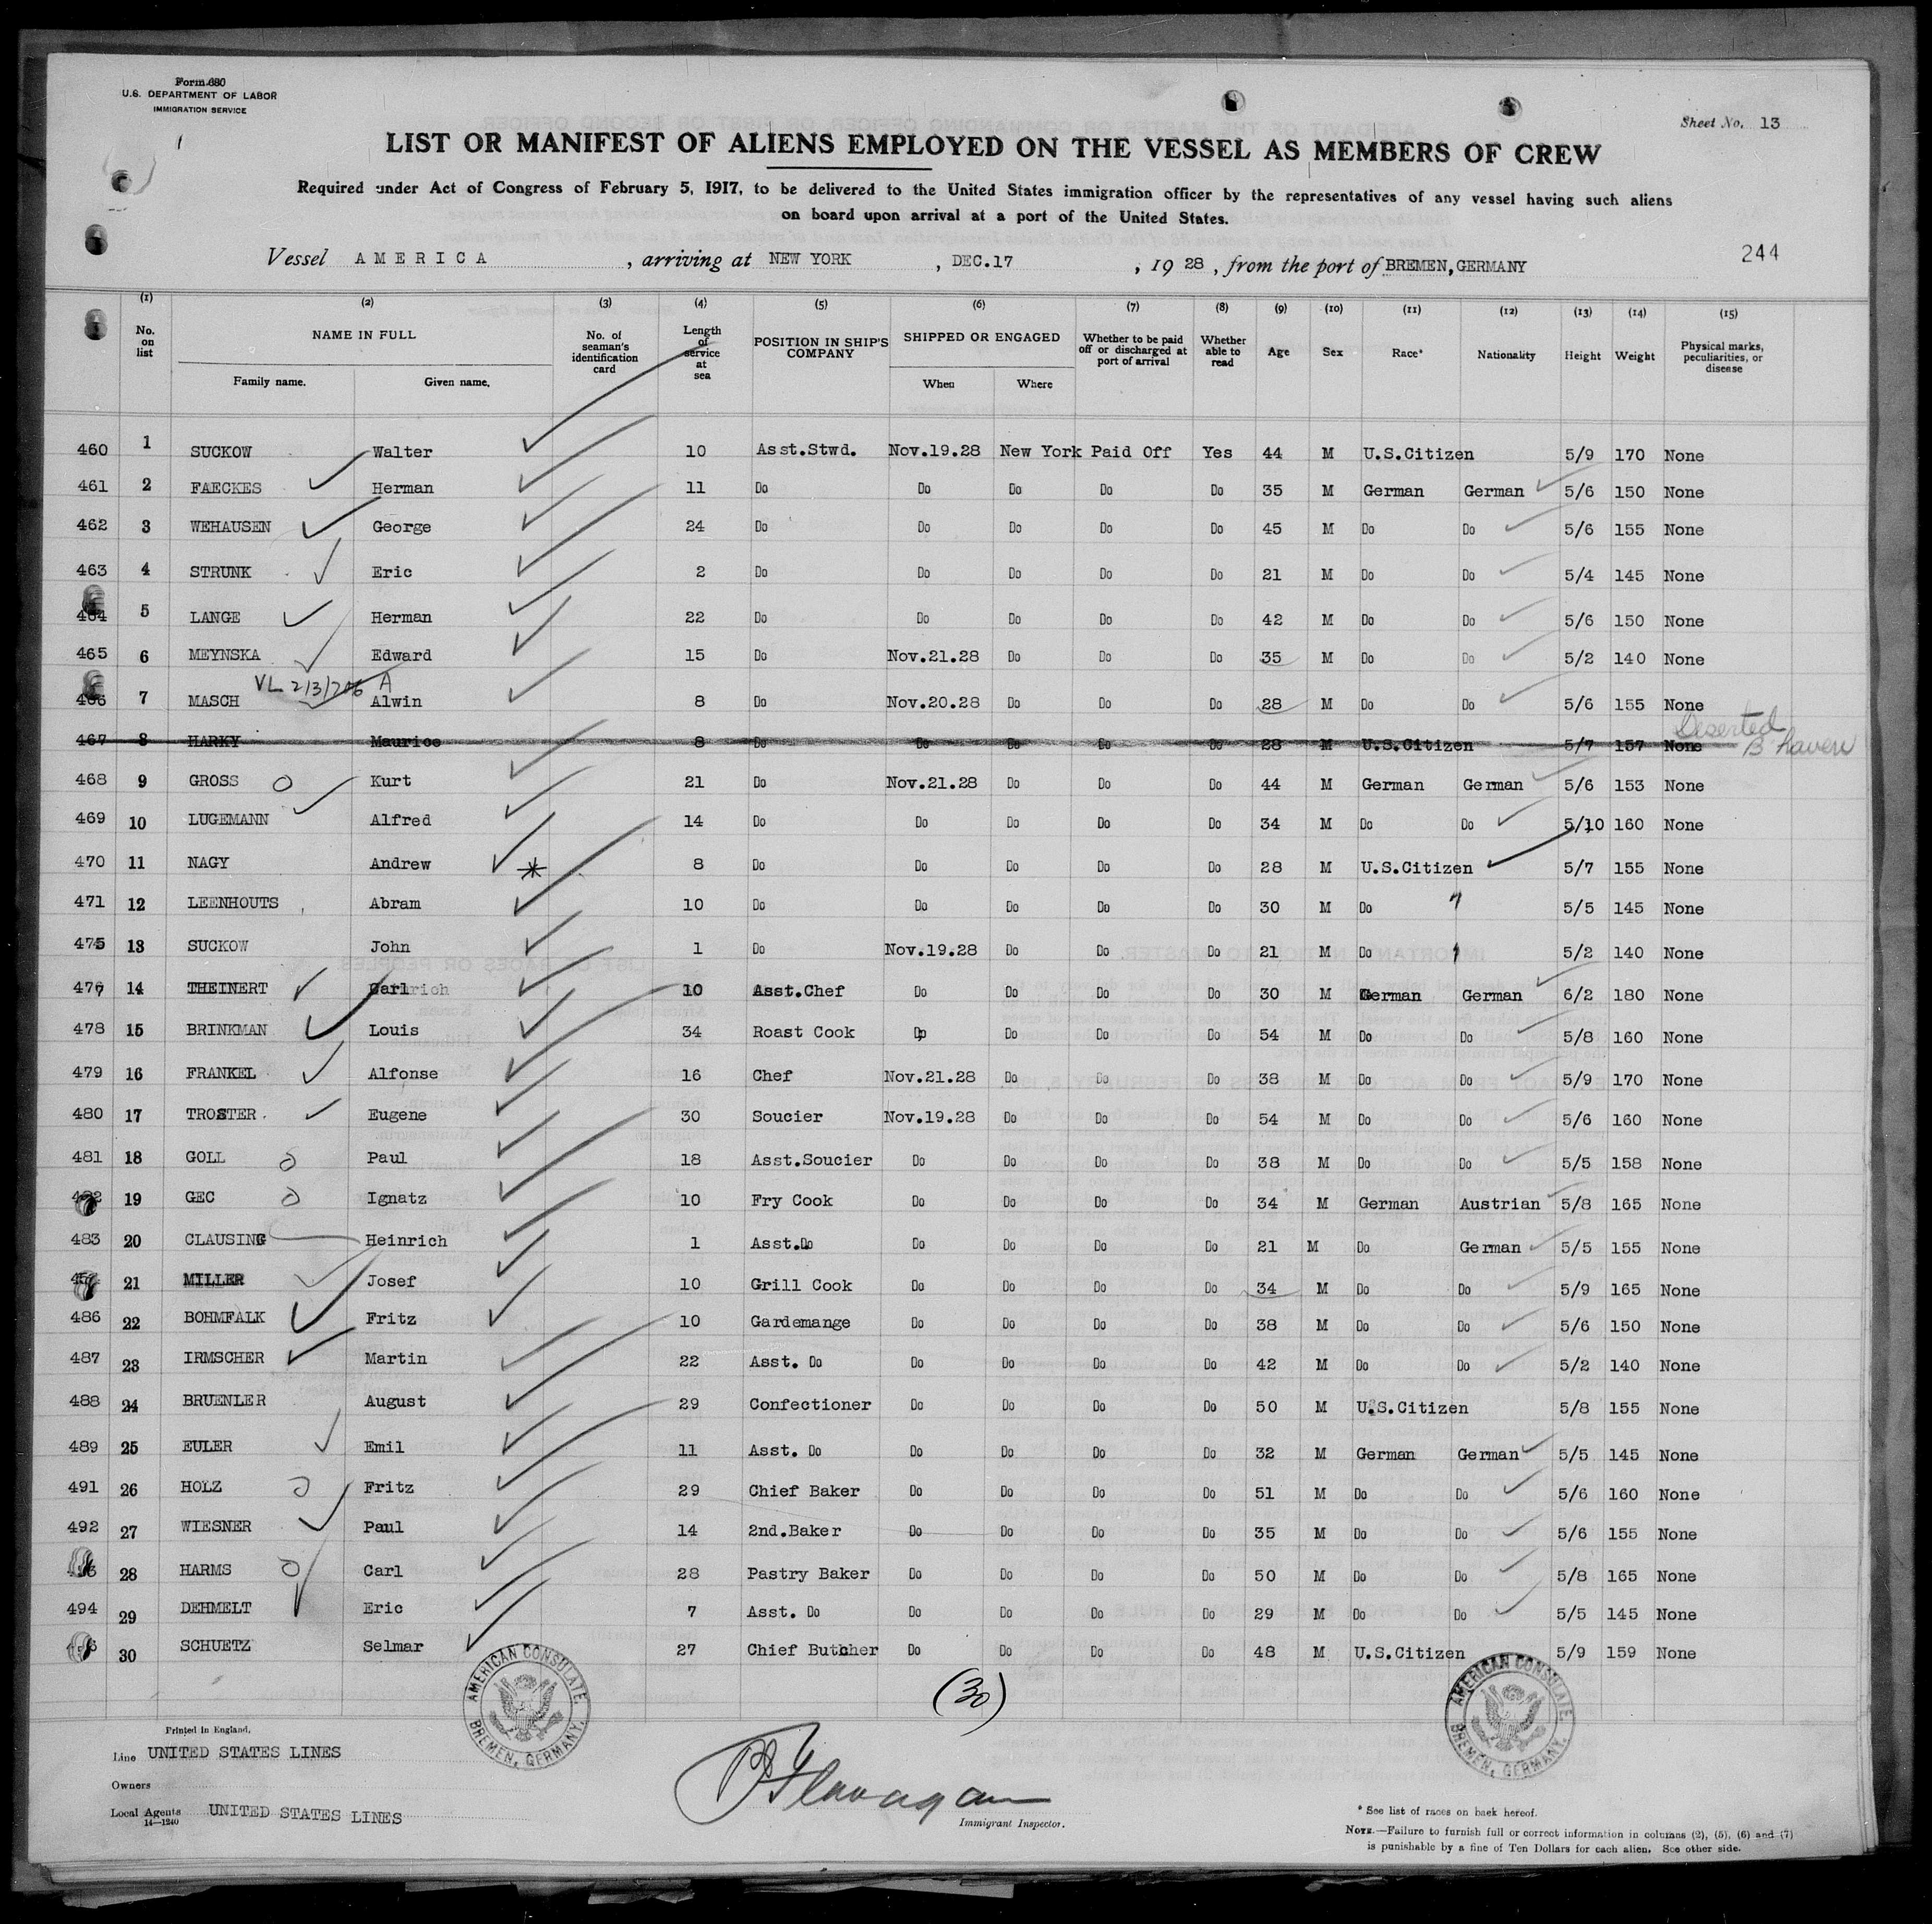 Form 680
U.S. DEPARTMENT OF LABOR
IMMIGRATION SERVICE
Sheet No. 13
LIST OR MANIFEST OF ALIENS EMPLOYED ON THE VESSEL AS MEMBERS OF CREW
Required under Act of Congress of February 5, 1917, to be delivered to the United States immigration officer by the representatives of any vessel having such aliens
on board upon arrival at a port of the United States.
Vessel AMERICA, arriving at NEW YORK, DEC.17, 1928, from the port of BREMEN, GERMANY
244
(1) (2) (3) (4) (5) (6) (7) (8) (9) (10) (11) (12) (13) (14) (15)
No. on list NAME IN FULL Family name. Given name. No. of seaman's identification card Length of service at sea POSITION IN SHIP'S COMPANY SHIPPED OR ENGAGED When Where Whether to be paid off or discharged at port of arrival Whether able to read Age Sex Race* Nationality Height Weight Physical marks, peculiarities, or disease
460 1 SUCKOW Walter 10 Asst.Stwd. Nov.19.28 New York Paid Off Yes 44 M U.S.Citizen 5/9 170 None
461 2 FAECKES Herman 11 Do Do Do Do Do 35 M German German 5/6 150 None
462 3 WEHAUSEN George 24 Do Do Do Do Do 45 M Do Do 5/6 155 None
463 4 STRUNK Eric 2 Do Do Do Do Do 21 M Do Do 5/4 145 None
464 5 LANGE Herman 22 Do Do Do Do Do 42 M Do Do 5/6 150 None
465 6 MEYNSKA Edward 15 Do Nov.21.28 Do Do Do 35 M Do Do 5/2 140 None
VL 213/206 A
466 7 MASCH Alwin 8 Do Nov.20.28 Do Do Do 28 M Do Do 5/6 155 None
467 8 HARKY Maurice 8 Do Do Do Do Do 28 M U.S.Citizen 5/7 157 None Deserted B'haven
468 9 GROSS Kurt 21 Do Nov.21.28 Do Do Do 44 M German German 5/6 153 None
469 10 LUGEMANN Alfred 14 Do Do Do Do Do 34 M Do Do 5/10 160 None
470 11 NAGY Andrew 8 Do Do Do Do Do 28 M U.S.Citizen 5/7 155 None
471 12 LEENHOUTS Abram 10 Do Do Do Do Do 30 M Do " 5/5 145 None
475 13 SUCKOW John 1 Do Nov.19.28 Do Do Do 21 M Do 5/2 140 None
477 14 THEINERT Carl 10 Asst.Chef Do Do Do Do 30 M German German 6/2 180 None
478 15 BRINKMAN Louis 34 Roast Cook Do Do Do Do 54 M Do Do 5/8 160 None
479 16 FRANKEL Alfonse 16 Chef Nov.21.28 Do Do Do 38 M Do Do 5/9 170 None
480 17 TROSTER. Eugene 30 Soucier Nov.19.28 Do Do Do 54 M Do Do 5/6 160 None
481 18 GOLL Paul 18 Asst.Soucier Do Do Do Do 38 M Do Do 5/5 158 None
482 19 GEC Ignatz 10 Fry Cook Do Do Do Do 34 M German Austrian 5/8 165 None
483 20 CLAUSING Heinrich 1 Asst.Do Do Do Do Do 21 M Do German 5/5 155 None
21 MILLER Josef 10 Grill Cook Do Do Do Do 34 M Do Do 5/9 165 None
486 22 BOHMFALK Fritz 10 Gardemange Do Do Do Do 38 M Do Do 5/6 150 None
487 23 IRMSCHER Martin 22 Asst. Do Do Do Do Do 42 M Do Do 5/2 140 None
488 24 BRUENLER August 29 Confectioner Do Do Do Do 50 M U.S.Citizen 5/8 155 None
489 25 EULER Emil 11 Asst. Do Do Do Do Do 32 M German German 5/5 145 None
491 26 HOLZ Fritz 29 Chief Baker Do Do Do Do 51 M Do Do 5/6 160 None
492 27 WIESNER Paul 14 2nd.Baker Do Do Do Do 35 M Do Do 5/6 155 None
28 HARMS Carl 28 Pastry Baker Do Do Do Do 50 M Do Do 5/8 165 None
494 29 DEHMELT Eric 7 Asst. Do Do Do Do Do 29 M Do Do 5/5 145 None
30 SCHUETZ Selmar 27 Chief Butcher Do Do Do Do 48 M U.S.Citizen 5/9 159 None
(30)
AMERICAN CONSULATE. BREMEN, GERMANY.
AMERICAN CONSULATE. BREMEN, GERMANY.
Printed in England.
Line UNITED STATES LINES
Owners
Local Agents UNITED STATES LINES
14—1240
Flanagan
Immigrant Inspector.
* See list of races on back hereof.
NOTE.—Failure to furnish full or correct information in columns (2), (5), (6) and (7)
is punishable by a fine of Ten Dollars for each alien. See other side.